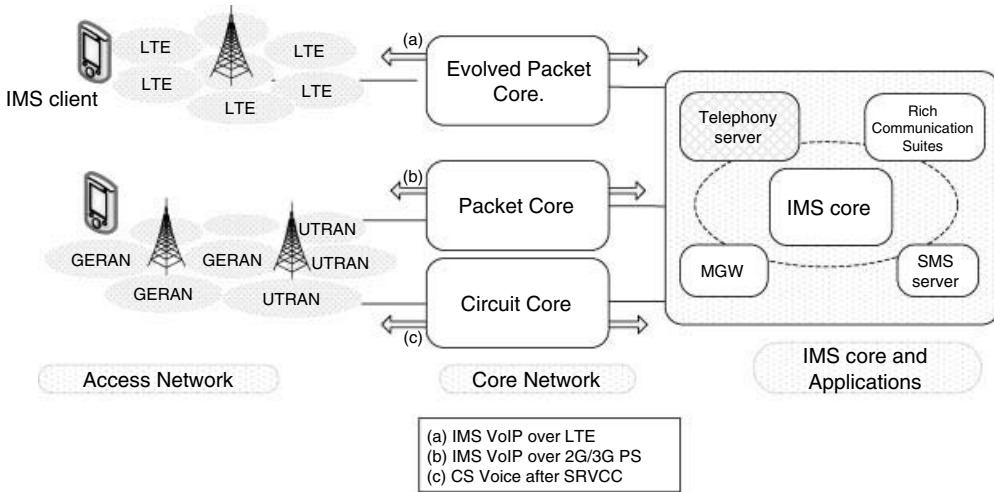 IMS client
LTE
LTE
LTE
LTE
LTE
(a)
Evolved Packet
Core.
Telephony
server
Rich
Communication
Suites
IMS core
MGW
SMS
server
(b)
Packet Core
UTRAN
GERAN
GERAN
UTRAN
GERAN
UTRAN
Circuit Core
(c)
Access Network
Core Network
IMS core and
Applications
(a) IMS VoIP over LTE
(b) IMS VoIP over 2G/3G PS
(c) CS Voice after SRVCC